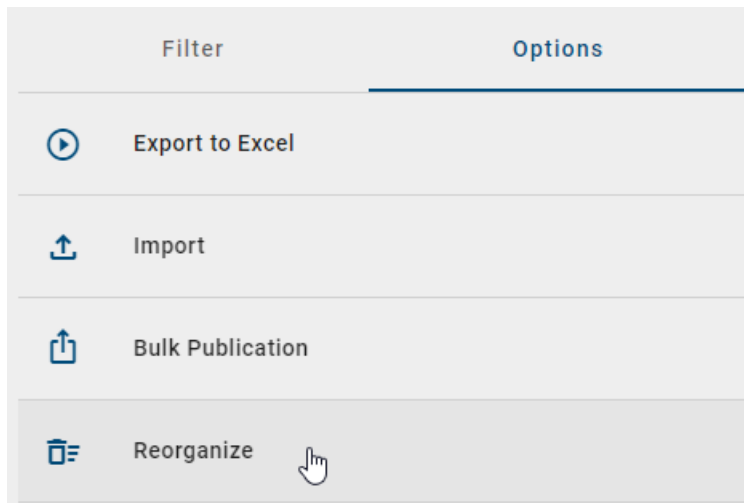 Filter Options
Export to Excel
Import
Bulk Publication
Reorganize